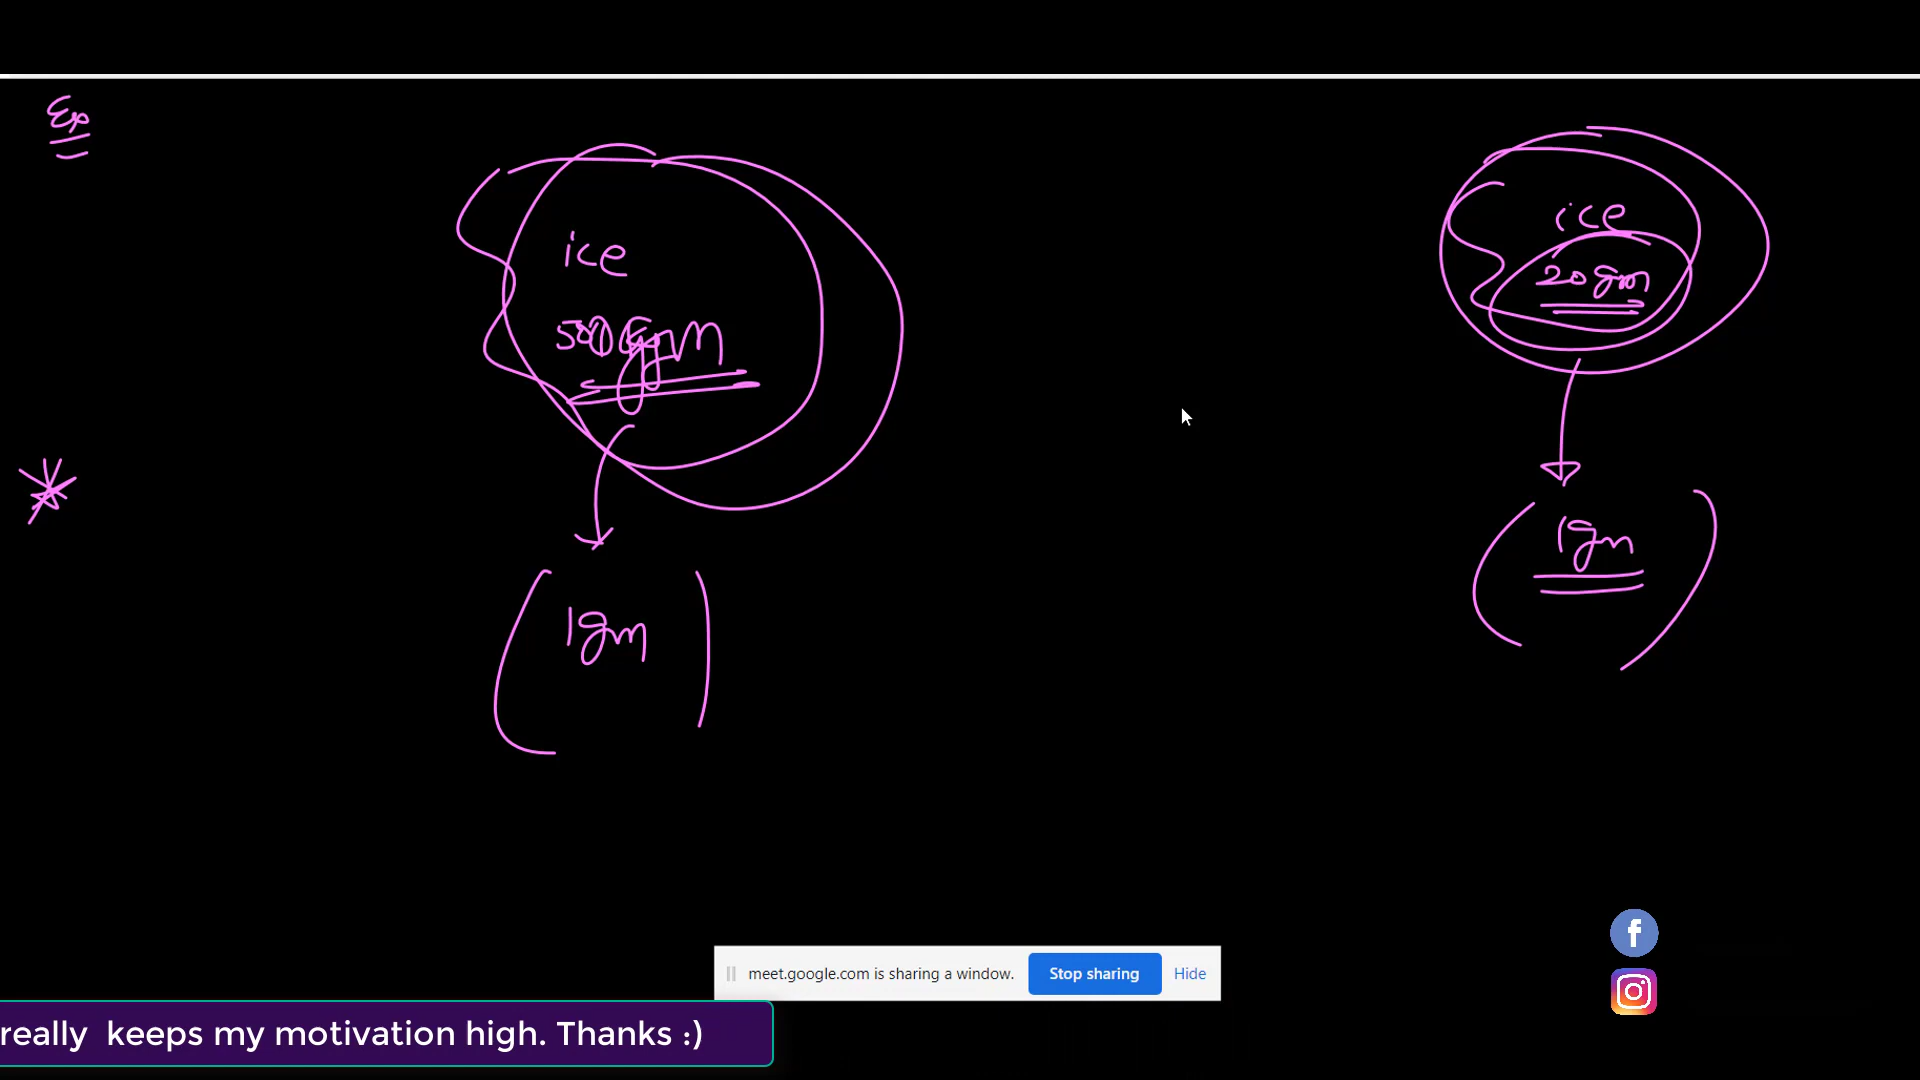 Ex
ice
ice
20gm
1gm
1gm
meet.google.com is sharing a window. Stop sharing Hide
really keeps my motivation high. Thanks :)